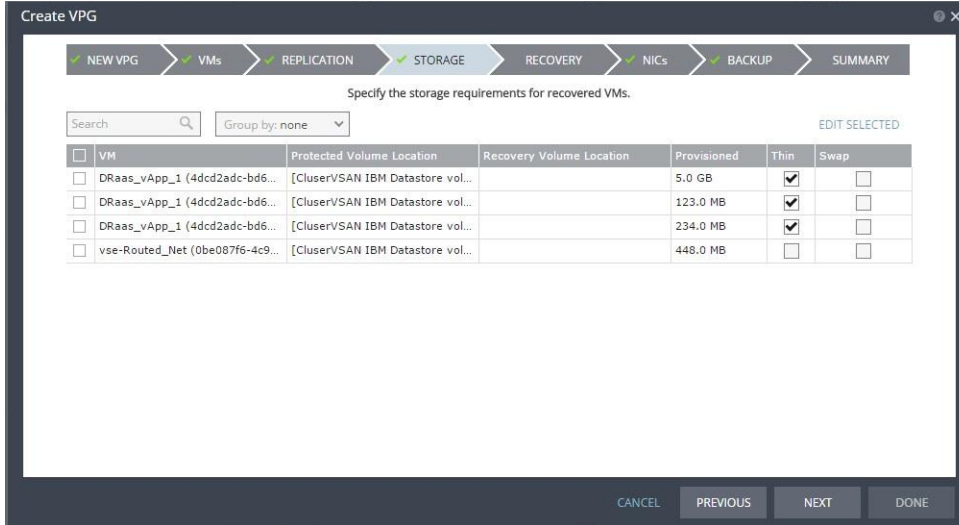 Create VPG
NEW VPG VMs REPLICATION STORAGE RECOVERY NICs BACKUP SUMMARY
Specify the storage requirements for recovered VMs.
Search Group by: none EDIT SELECTED
VM Protected Volume Location Recovery Volume Location Provisioned Thin Swap
DRaas_vApp_1 (4dcd2adc-bd6... [CluserVSAN IBM Datastore vol... 5.0 GB
DRaas_vApp_1 (4dcd2adc-bd6... [CluserVSAN IBM Datastore vol... 123.0 MB
DRaas_vApp_1 (4dcd2adc-bd6... [CluserVSAN IBM Datastore vol... 234.0 MB
vse-Routed_Net (0be087f6-4c9... [CluserVSAN IBM Datastore vol... 448.0 MB
CANCEL PREVIOUS NEXT DONE